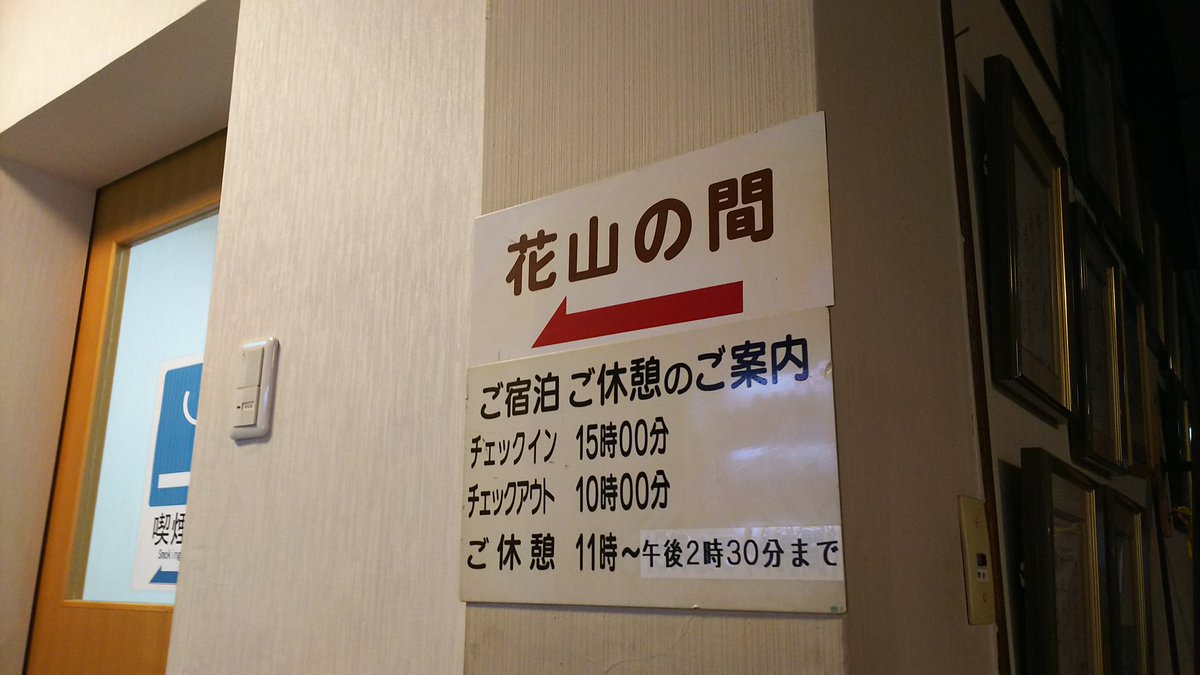 花山の間
ご宿泊 ご休憩のご案内
チェックイン 15時00分
チェックアウト 10時00分
ご休憩 11時～午後2時30分まで
喫煙
Smoking